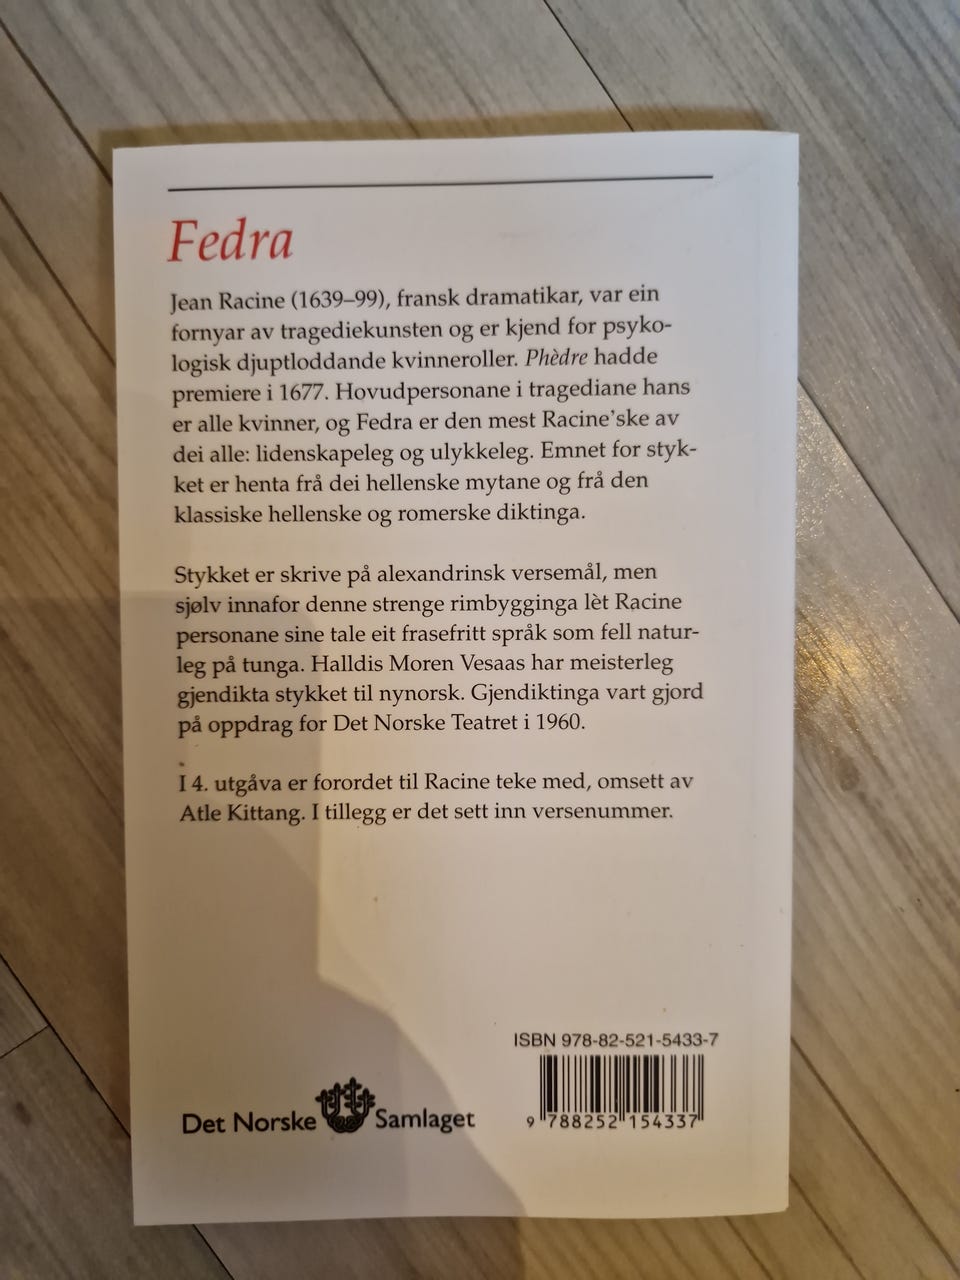 Fedra
Jean Racine (1639–99), fransk dramatikar, var ein
fornyar av tragediekunsten og er kjend for psyko-
logisk djuptloddande kvinneroller. Phèdre hadde
premiere i 1677. Hovudpersonane i tragediane hans
er alle kvinner, og Fedra er den mest Racine'ske av
dei alle: lidenskapeleg og ulykkeleg. Emnet for styk-
ket er henta frå dei hellenske mytane og frå den
klassiske hellenske og romerske diktinga.
Stykket er skrive på alexandrinsk versemål, men
sjølv innafor denne strenge rimbygginga lèt Racine
personane sine tale eit frasefritt språk som fell natur-
leg på tunga. Halldis Moren Vesaas har meisterleg
gjendikta stykket til nynorsk. Gjendiktinga vart gjord
på oppdrag for Det Norske Teatret i 1960.
I 4. utgåva er forordet til Racine teke med, omsett av
Atle Kittang. I tillegg er det sett inn versenummer.
ISBN 978-82-521-5433-7
9 788252 154337
Det Norske Samlaget